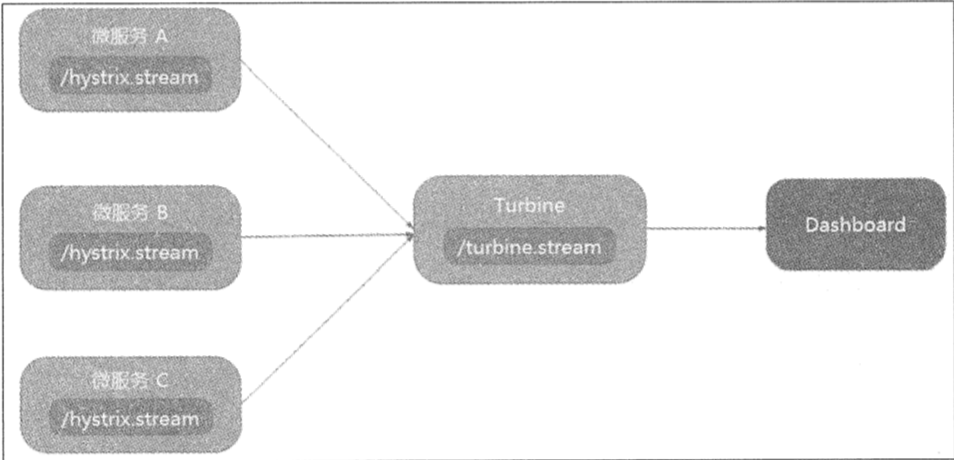 微服务 A
/hystrix.stream
微服务 B
/hystrix.stream
微服务 C
/hystrix.stream
Turbine
/turbine.stream
Dashboard